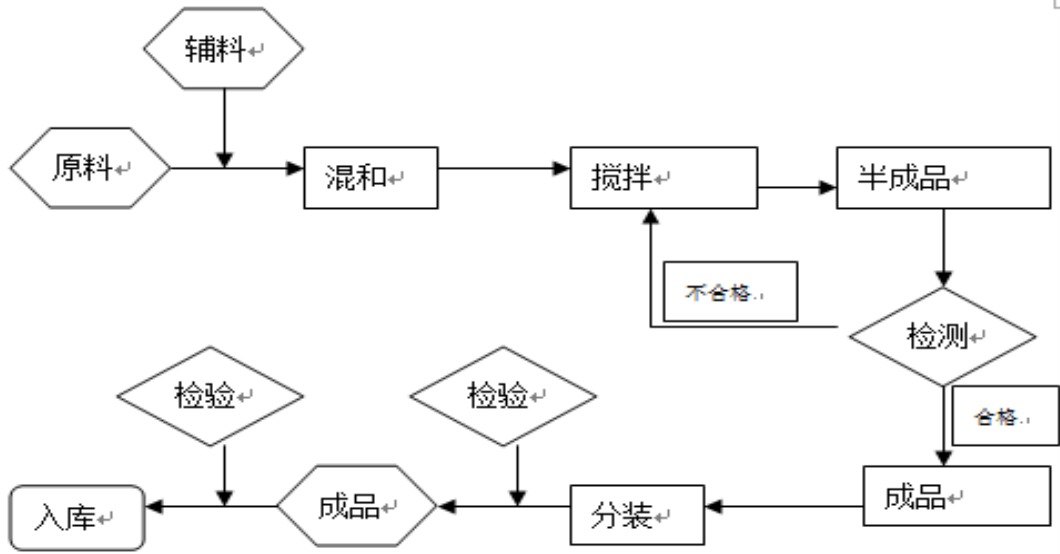 辅料
原料
混和
搅拌
半成品
不合格.
检测
检验
检验
合格.
入库
成品
分装
成品